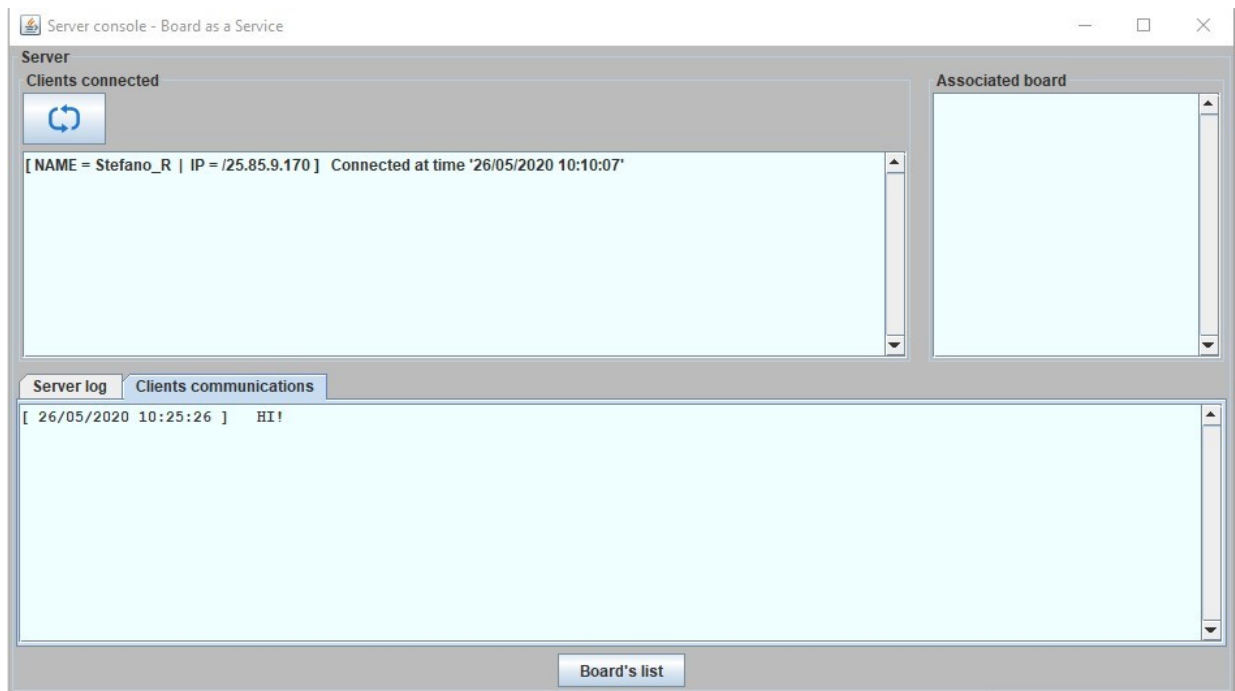 Server console - Board as a Service
Server
Clients connected
Associated board
[ NAME = Stefano_R | IP = /25.85.9.170 ] Connected at time '26/05/2020 10:10:07'
Server log
Clients communications
[ 26/05/2020 10:25:26 ] HI!
Board's list